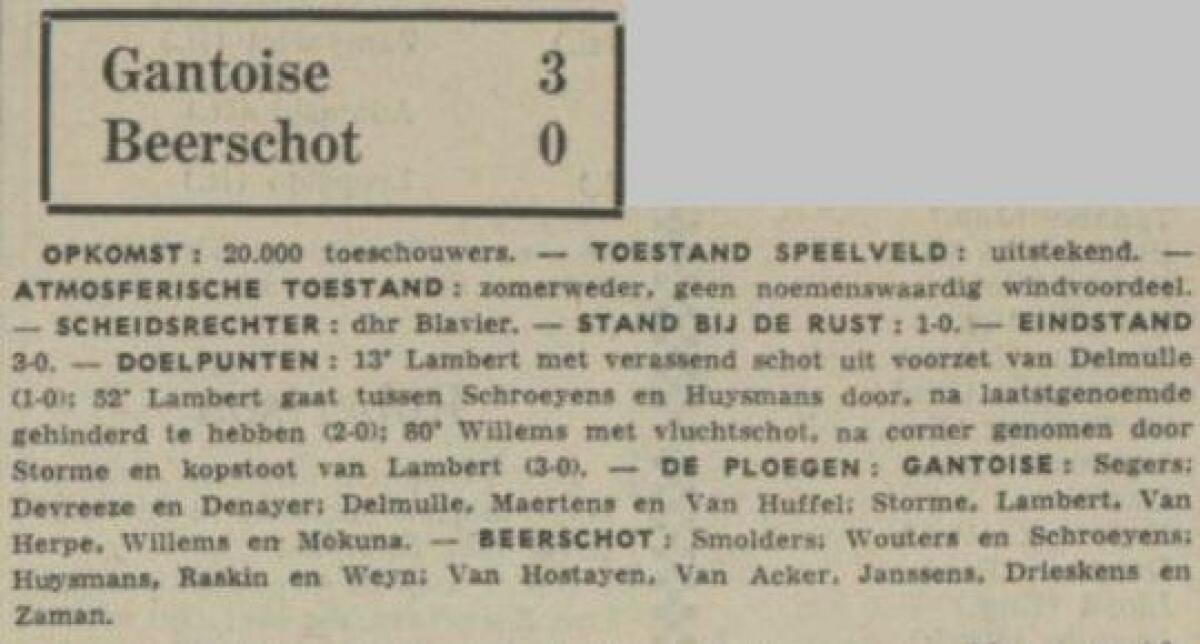 Gantoise 3
Beerschot 0
OPKOMST : 20.000 toeschouwers. — TOESTAND SPEELVELD : uitstekend. —
ATMOSFERISCHE TOESTAND : zomerweder, geen noemenswaardig windvoordeel.
— SCHEIDSRECHTER : dhr Blavier. — STAND BIJ DE RUST : 1-0. — EINDSTAND
3-0. — DOELPUNTEN : 13' Lambert met verassend schot uit voorzet van Delmulle
(1-0); 52' Lambert gaat tussen Schroeyens en Huysmans door, na laatstgenoemde
gehinderd te hebben (2-0); 80' Willems met vluchtschot, na corner genomen door
Storme en kopstoot van Lambert (3-0). — DE PLOEGEN : GANTOISE : Segers;
Devreeze en Denayer; Delmulle, Maertens en Van Huffel; Storme, Lambert, Van
Herpe, Willems en Mokuna. — BEERSCHOT : Smolders; Wouters en Schroeyens;
Huysmans, Raskin en Weyn; Van Hostayen, Van Acker, Janssens, Drieskens en
Zaman.